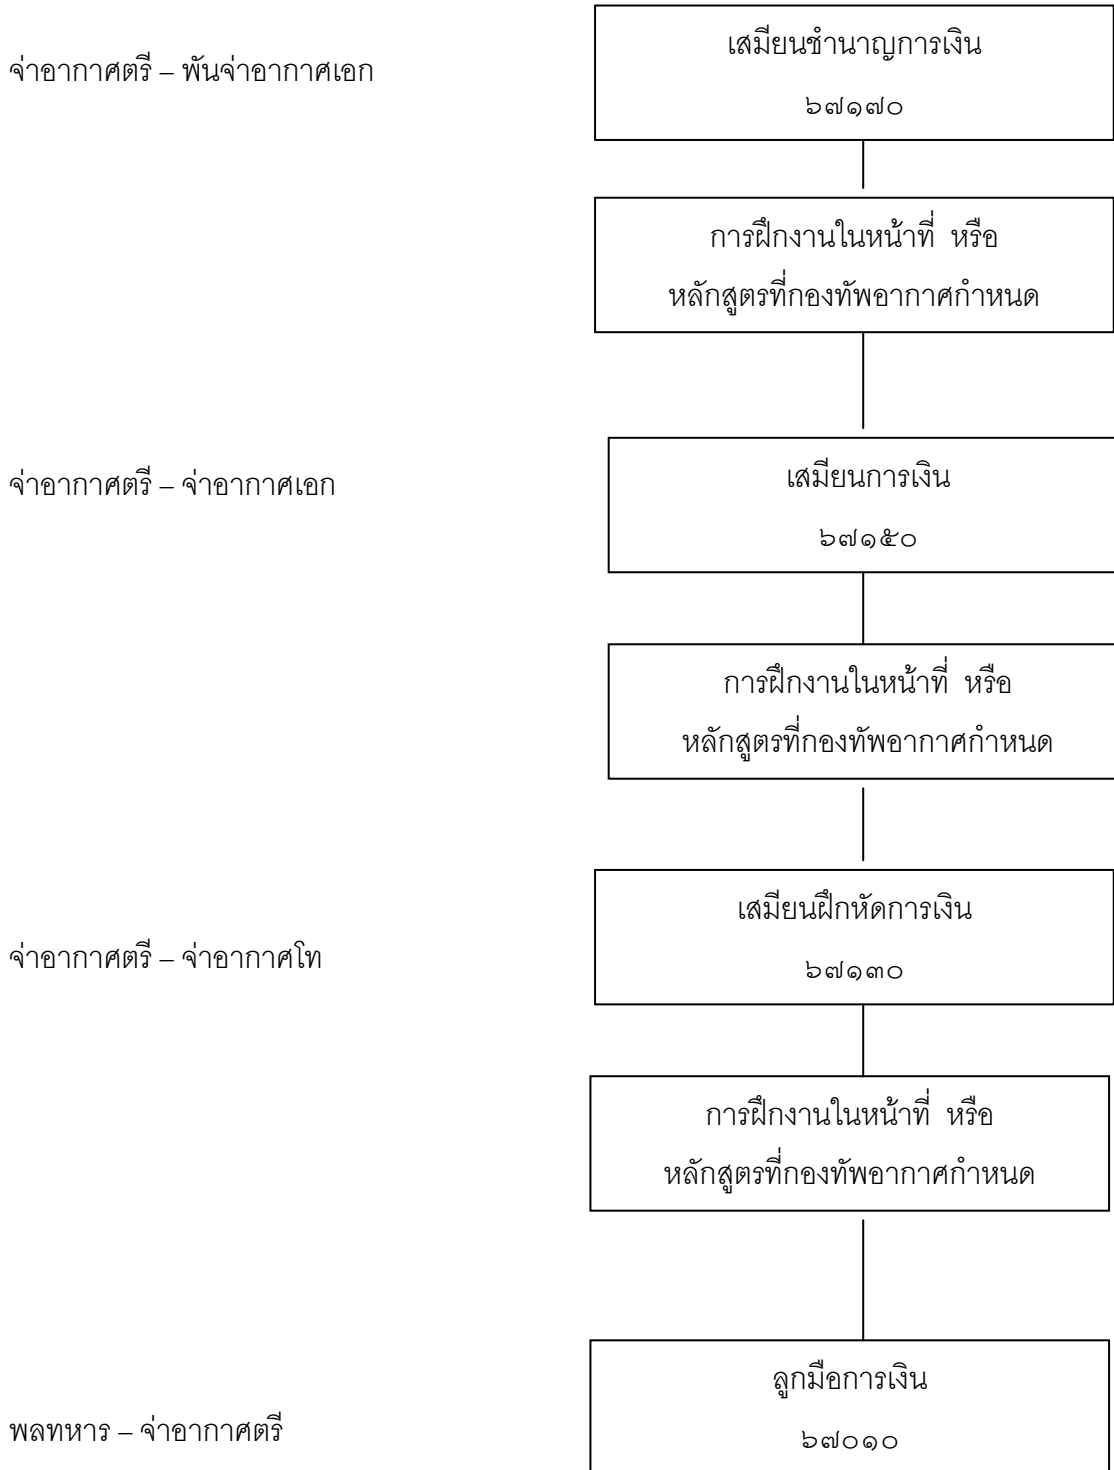 เสมียนชำนาญการเงิน
จ่าอากาศตรี – พันจ่าอากาศเอก
๖๗๑๗๐
การฝึกงานในหน้าที่ หรือ
หลักสูตรที่กองทัพอากาศกำหนด
เสมียนการเงิน
จ่าอากาศตรี – จ่าอากาศเอก
๖๗๑๕๐
การฝึกงานในหน้าที่ หรือ
หลักสูตรที่กองทัพอากาศกำหนด
เสมียนฝึกหัดการเงิน
จ่าอากาศตรี – จ่าอากาศโท
๖๗๑๓๐
การฝึกงานในหน้าที่ หรือ
หลักสูตรที่กองทัพอากาศกำหนด
ลูกมือการเงิน
พลทหาร – จ่าอากาศตรี
๖๗๐๑๐